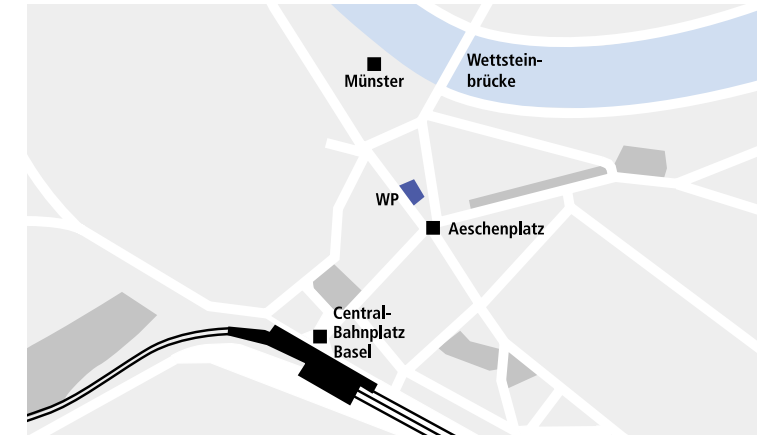 Wettstein-
brücke
Münster
WP
Aeschenplatz
Central-
Bahnplatz
Basel